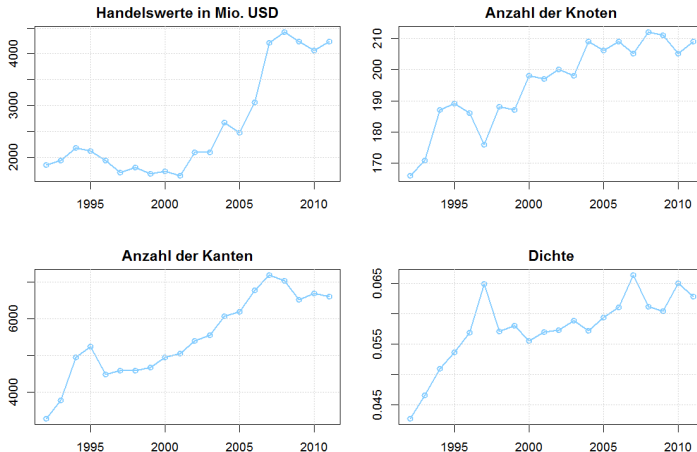 Handelswerte in Mio. USD
4000
3000
2000
1995 2000 2005 2010
Anzahl der Knoten
210
200
190
170
1995 2000 2005 2010
Anzahl der Kanten
6000
4000
1995 2000 2005 2010
Dichte
0.065
0.055
0.045
1995 2000 2005 2010